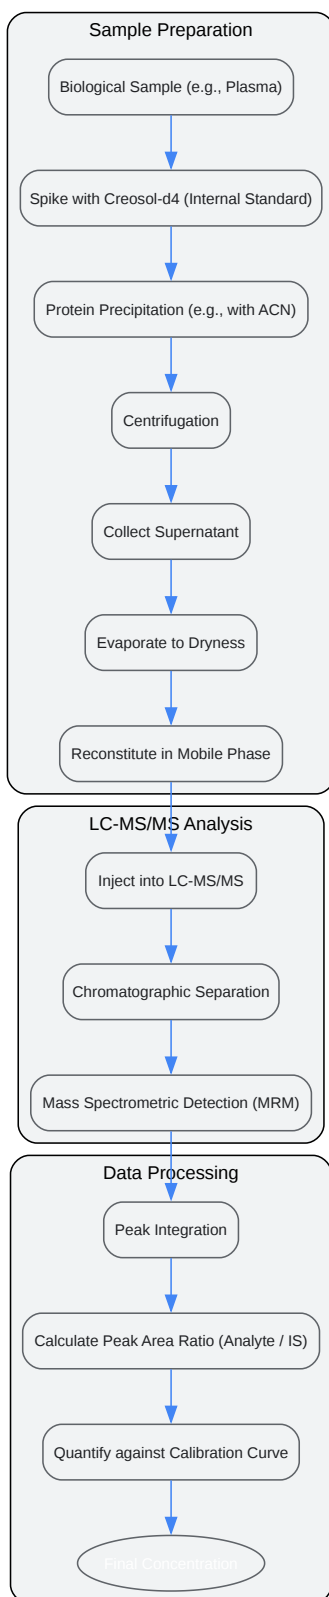 Sample Preparation
Biological Sample (e.g., Plasma)
Spike with Creosol-d4 (Internal Standard)
Protein Precipitation (e.g., with ACN)
Centrifugation
Collect Supernatant
Evaporate to Dryness
Reconstitute in Mobile Phase
LC-MS/MS Analysis
Inject into LC-MS/MS
Chromatographic Separation
Mass Spectrometric Detection (MRM)
Data Processing
Peak Integration
Calculate Peak Area Ratio (Analyte / IS)
Quantify against Calibration Curve
Final Concentration